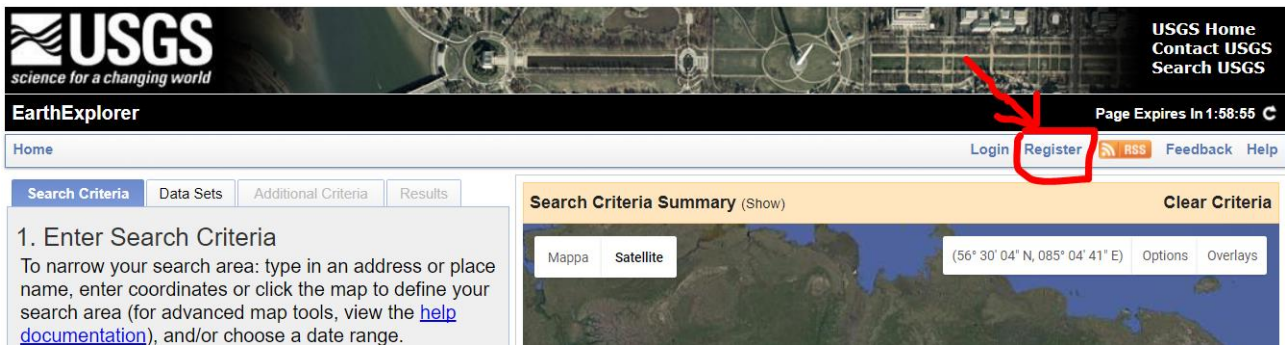 USGS
science for a changing world
USGS Home
Contact USGS
Search USGS
EarthExplorer
Page Expires In 1:58:55
Home
Login Register RSS Feedback Help
Search Criteria Data Sets Additional Criteria Results
1. Enter Search Criteria
To narrow your search area: type in an address or place
name, enter coordinates or click the map to define your
search area (for advanced map tools, view the help
documentation), and/or choose a date range.
Search Criteria Summary (Show) Clear Criteria
Mappa Satellite (56° 30' 04" N, 085° 04' 41" E) Options Overlays